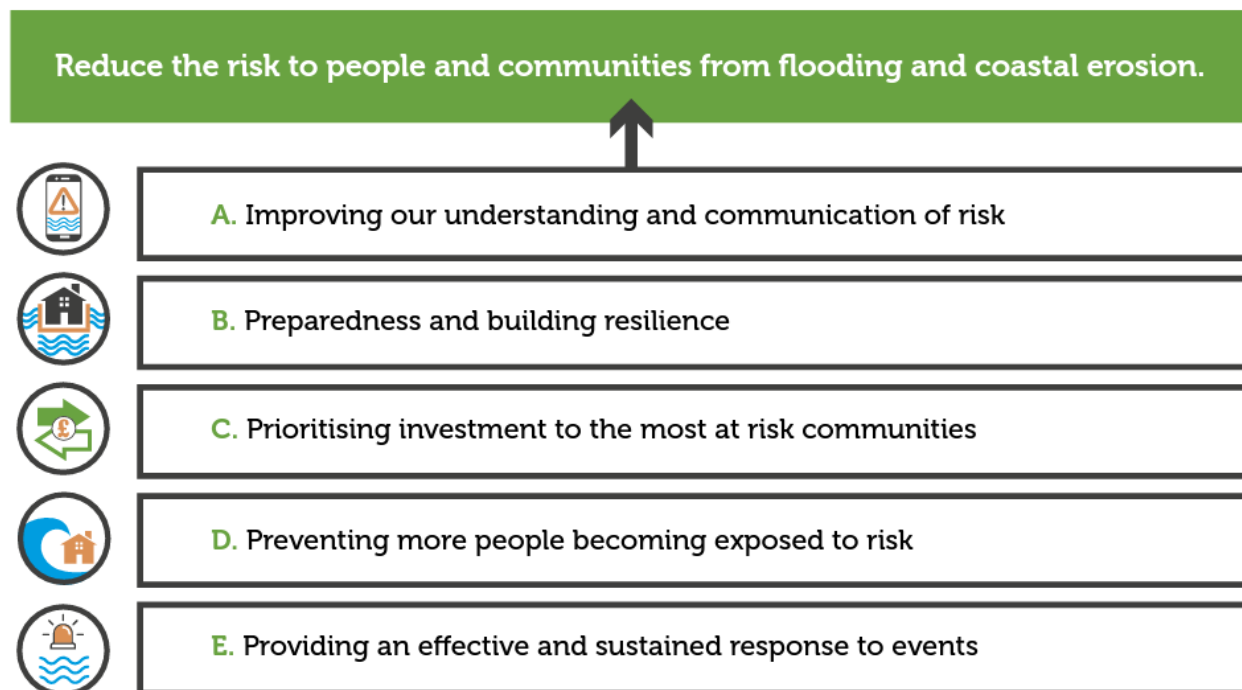 Reduce the risk to people and communities from flooding and coastal erosion.
A. Improving our understanding and communication of risk
B. Preparedness and building resilience
£
C. Prioritising investment to the most at risk communities
D. Preventing more people becoming exposed to risk
E. Providing an effective and sustained response to events